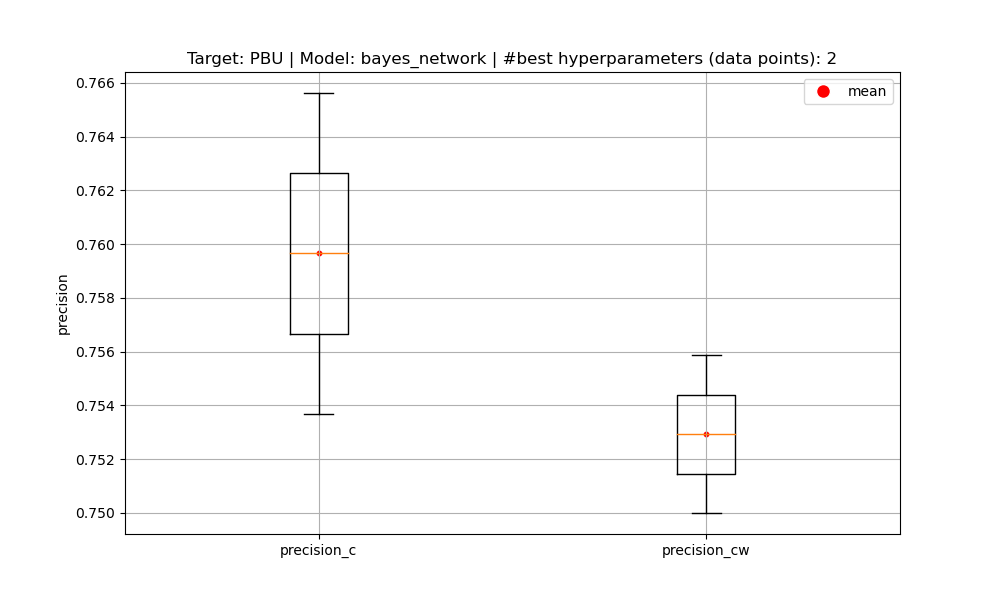 Target: PBU | Model: bayes_network | #best hyperparameters (data points): 2
mean
0.766
0.764
0.762
0.760
0.758
0.756
0.754
0.752
0.750
precision
precision_c
precision_cw